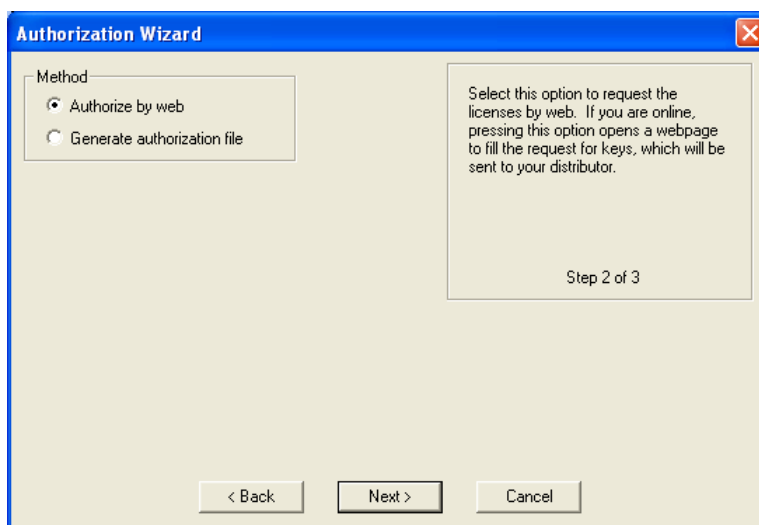 Authorization Wizard
Method
Authorize by web
Generate authorization file
Select this option to request the
licenses by web.  If you are online,
pressing this option opens a webpage
to fill the request for keys, which will be
sent to your distributor.
Step 2 of 3
< Back
Next >
Cancel